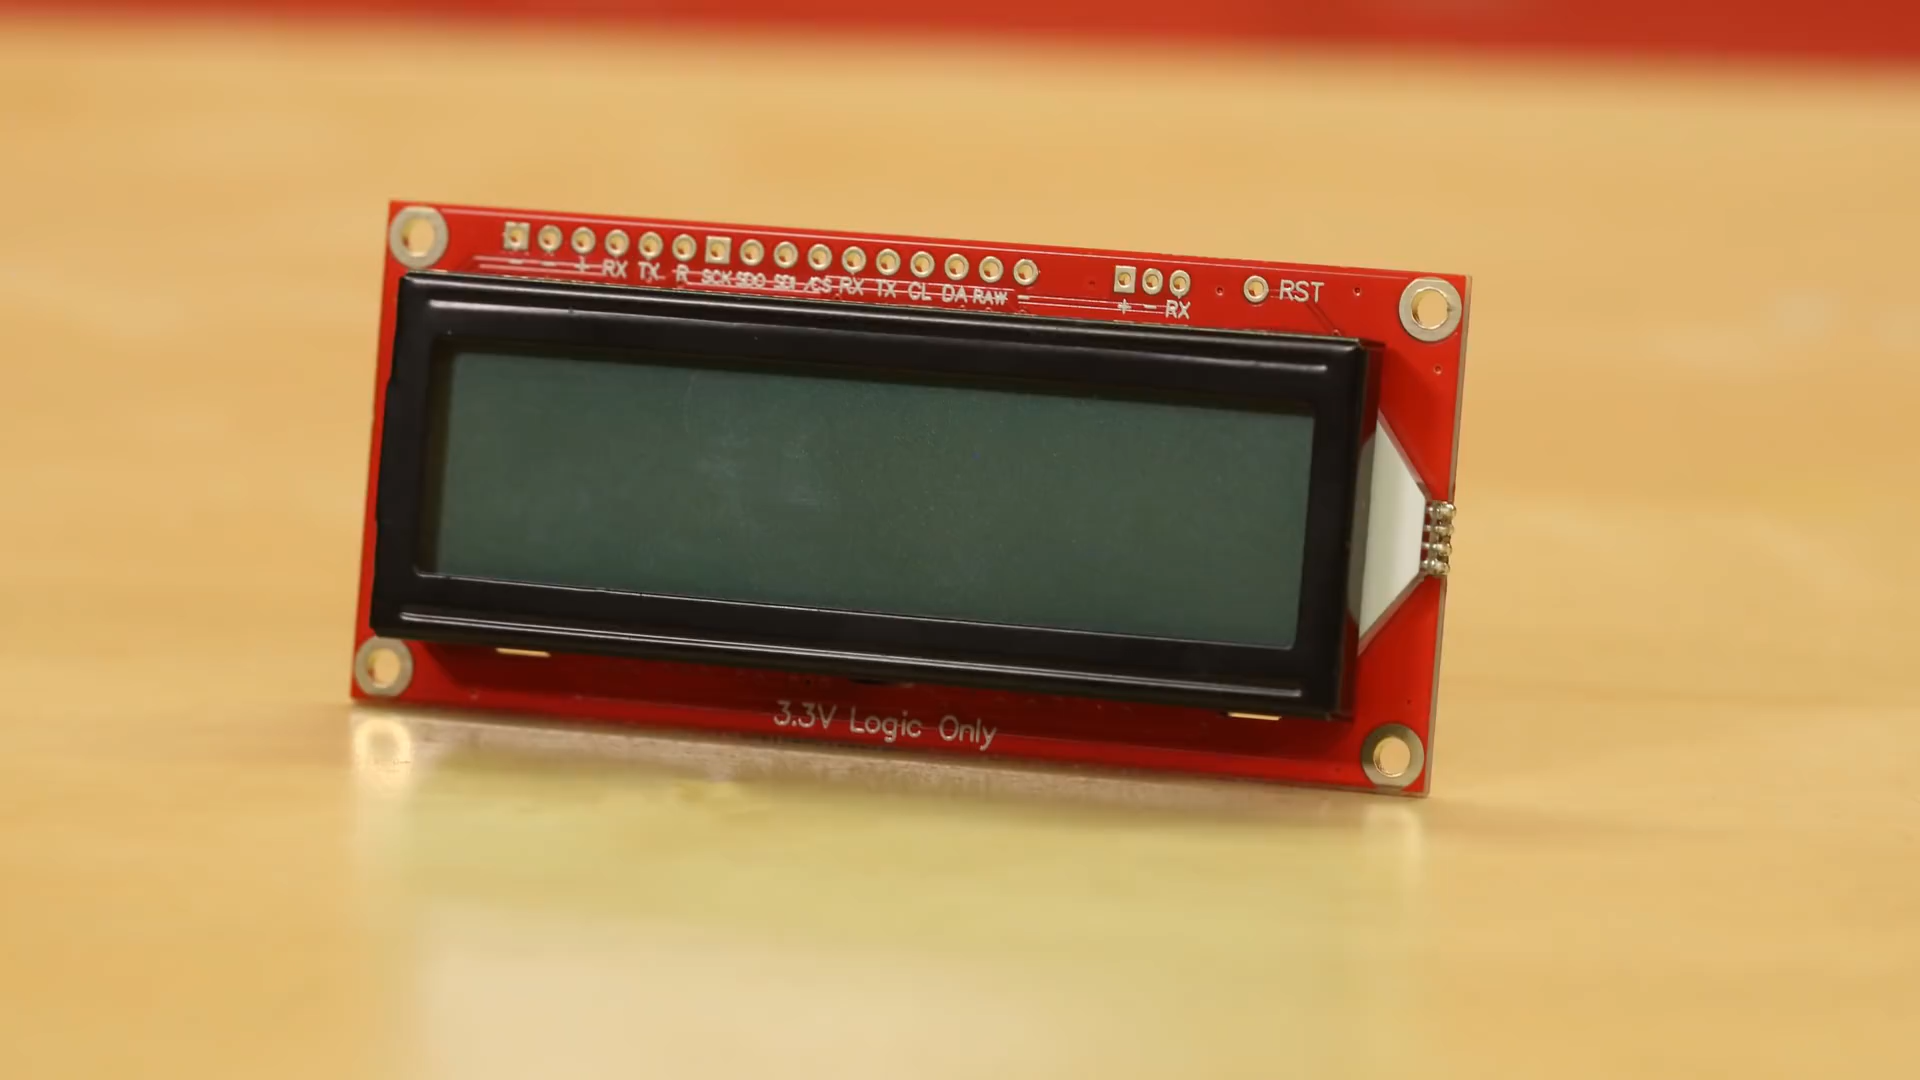 - - + RX TX R SCK SDO SDI /CS RX TX CL DA RAW -
+ - RX
RST
3.3V Logic Only